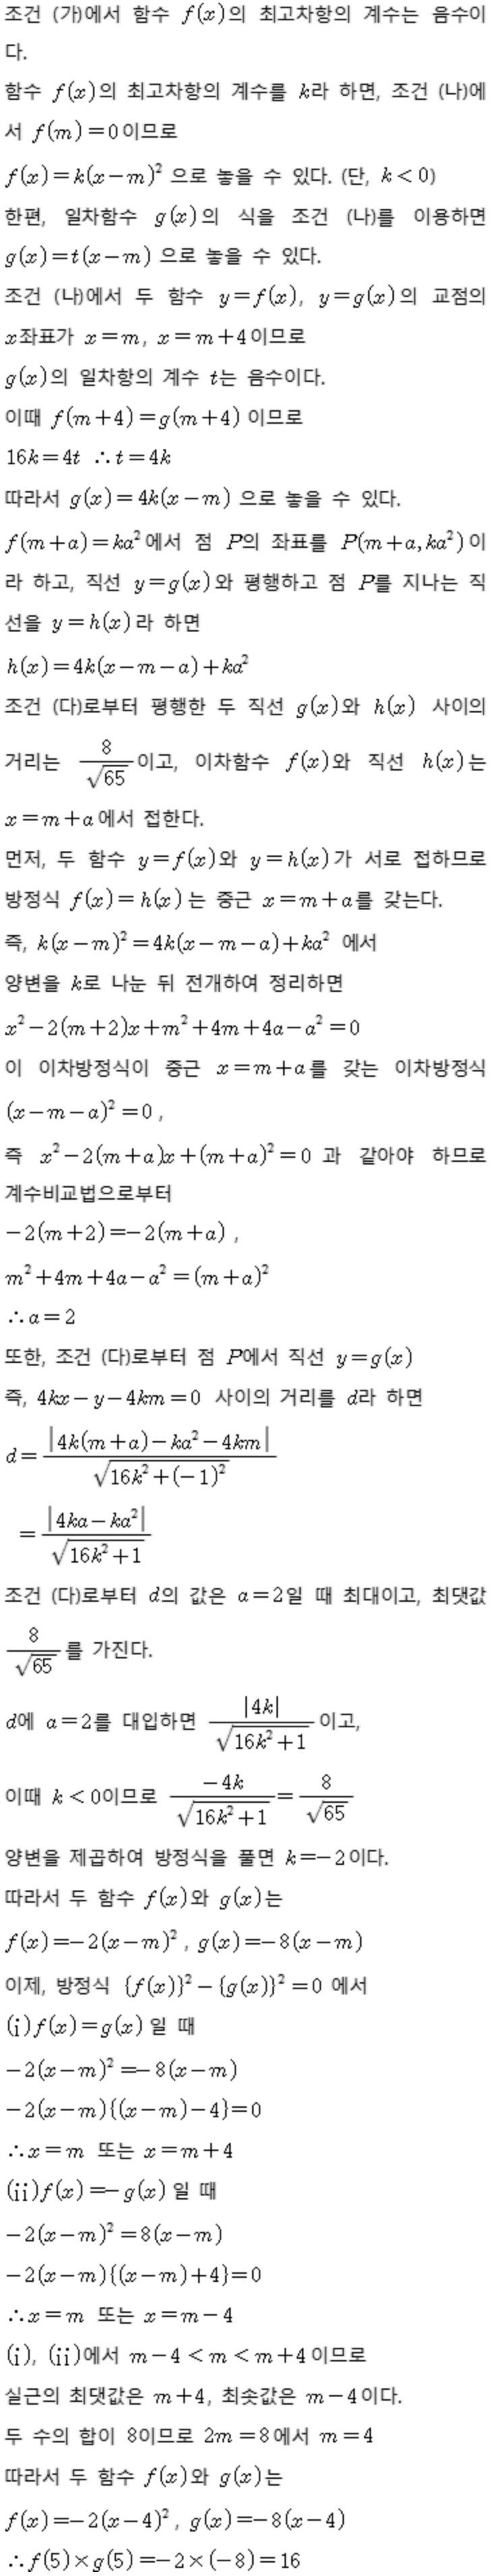 조건 (가)에서 함수 f(x)의 최고차항의 계수는 음수이
다.
함수 f(x)의 최고차항의 계수를 k라 하면, 조건 (나)에
서 f(m)=0이므로
f(x)=k(x-m)² 으로 놓을 수 있다. (단, k<0)
한편, 일차함수 g(x)의 식을 조건 (나)를 이용하면
g(x)=t(x-m) 으로 놓을 수 있다.
조건 (나)에서 두 함수 y=f(x), y=g(x)의 교점의
x좌표가 x=m, x=m+4이므로
g(x)의 일차항의 계수 t는 음수이다.
이때 f(m+4)=g(m+4) 이므로
16k=4t ∴t=4k
따라서 g(x)=4k(x-m) 으로 놓을 수 있다.
f(m+a)=ka²에서 점 P의 좌표를 P(m+a, ka²)이
라 하고, 직선 y=g(x)와 평행하고 점 P를 지나는 직
선을 y=h(x)라 하면
h(x)=4k(x-m-a)+ka²
조건 (다)로부터 평행한 두 직선 g(x)와 h(x) 사이의
거리는 8/√65 이고, 이차함수 f(x)와 직선 h(x)는
x=m+a에서 접한다.
먼저, 두 함수 y=f(x)와 y=h(x)가 서로 접하므로
방정식 f(x)=h(x)는 중근 x=m+a를 갖는다.
즉, k(x-m)²=4k(x-m-a)+ka² 에서
양변을 k로 나눈 뒤 전개하여 정리하면
x²-2(m+2)x+m²+4m+4a-a²=0
이 이차방정식이 중근 x=m+a를 갖는 이차방정식
(x-m-a)²=0 ,
즉 x²-2(m+a)x+(m+a)²=0 과 같아야 하므로
계수비교법으로부터
-2(m+2)=-2(m+a) ,
m²+4m+4a-a²=(m+a)²
∴a=2
또한, 조건 (다)로부터 점 P에서 직선 y=g(x)
즉, 4kx-y-4km=0 사이의 거리를 d라 하면
d=|4k(m+a)-ka²-4km|/√(16k²+(-1)²)
=|4ka-ka²|/√(16k²+1)
조건 (다)로부터 d의 값은 a=2일 때 최대이고, 최댓값
8/√65 를 가진다.
d에 a=2를 대입하면 |4k|/√(16k²+1) 이고,
이때 k<0이므로 -4k/√(16k²+1)=8/√65
양변을 제곱하여 방정식을 풀면 k=-2이다.
따라서 두 함수 f(x)와 g(x)는
f(x)=-2(x-m)² , g(x)=-8(x-m)
이제, 방정식 {f(x)}²-{g(x)}²=0 에서
(i)f(x)=g(x)일 때
-2(x-m)²=-8(x-m)
-2(x-m){(x-m)-4}=0
∴x=m 또는 x=m+4
(ii)f(x)=-g(x)일 때
-2(x-m)²=8(x-m)
-2(x-m){(x-m)+4}=0
∴x=m 또는 x=m-4
(i), (ii)에서 m-4<m<m+4이므로
실근의 최댓값은 m+4, 최솟값은 m-4이다.
두 수의 합이 8이므로 2m=8에서 m=4
따라서 두 함수 f(x)와 g(x)는
f(x)=-2(x-4)² , g(x)=-8(x-4)
∴f(5)×g(5)=-2×(-8)=16